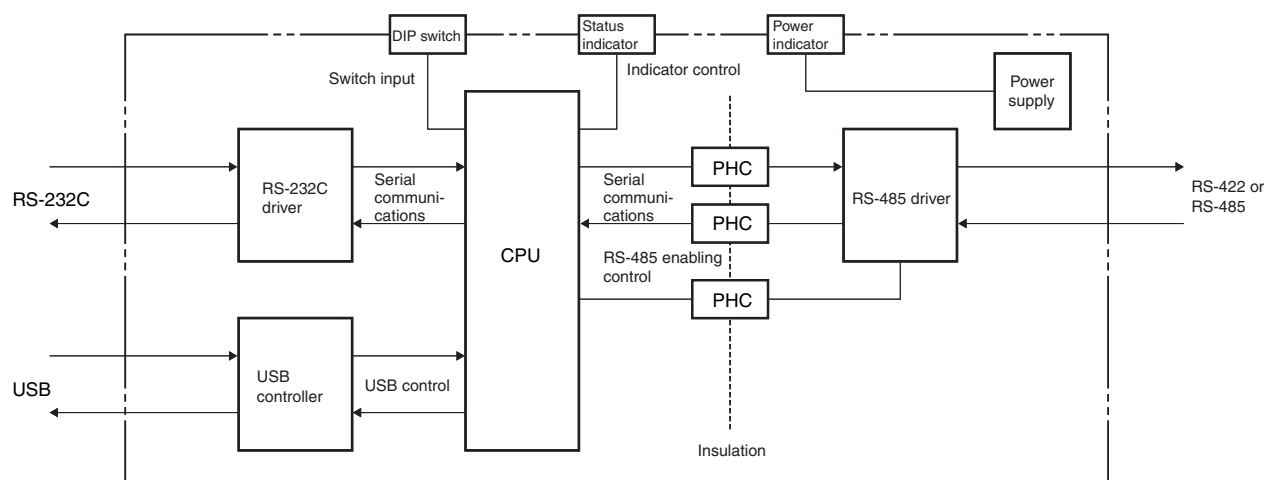 DIP switch
Status
indicator
Power
indicator
Switch input
Indicator control
Power
supply
RS-232C
RS-232C
driver
Serial
communi-
cations
CPU
Serial
communi-
cations
PHC
PHC
RS-485 driver
RS-422 or
RS-485
RS-485 enabling
control
PHC
USB
USB
controller
USB control
Insulation